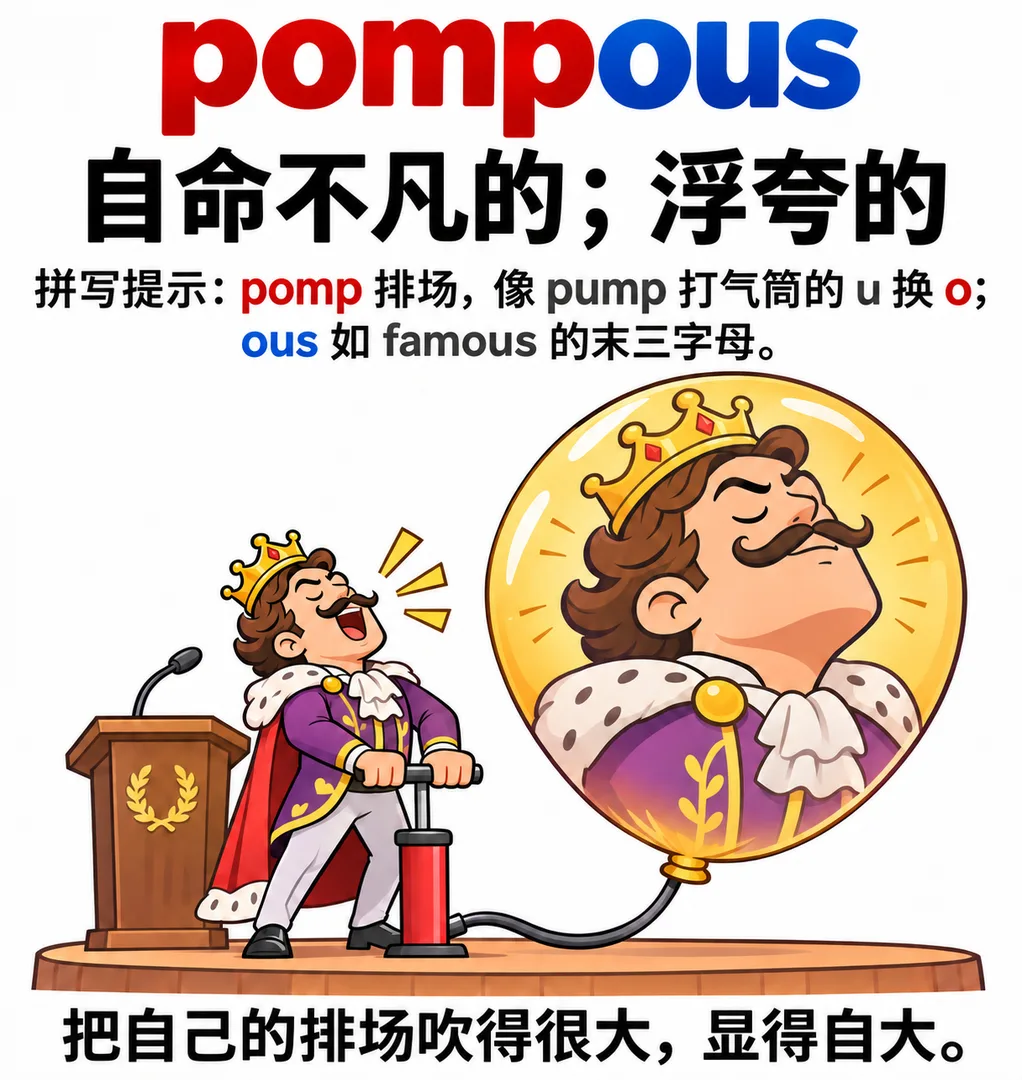 pompous
自命不凡的；浮夸的
拼写提示：pomp 排场，像 pump 打气筒的 u 换 o；
ous 如 famous 的末三字母。
把自己的排场吹得很大，显得自大。